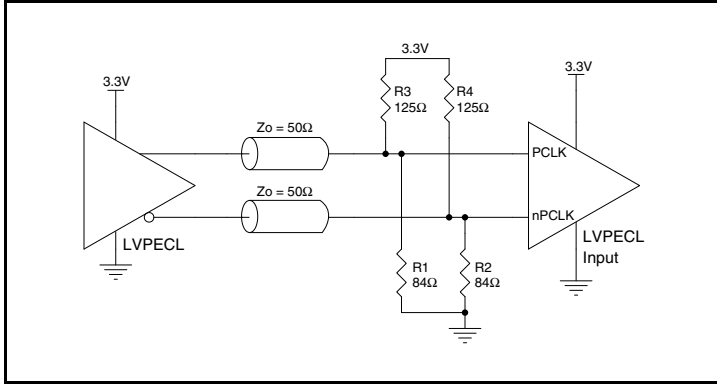 3.3V
3.3V
3.3V
R3
125Ω
R4
125Ω
Zo = 50Ω
PCLK
Zo = 50Ω
nPCLK
LVPECL
LVPECL
Input
R1
84Ω
R2
84Ω